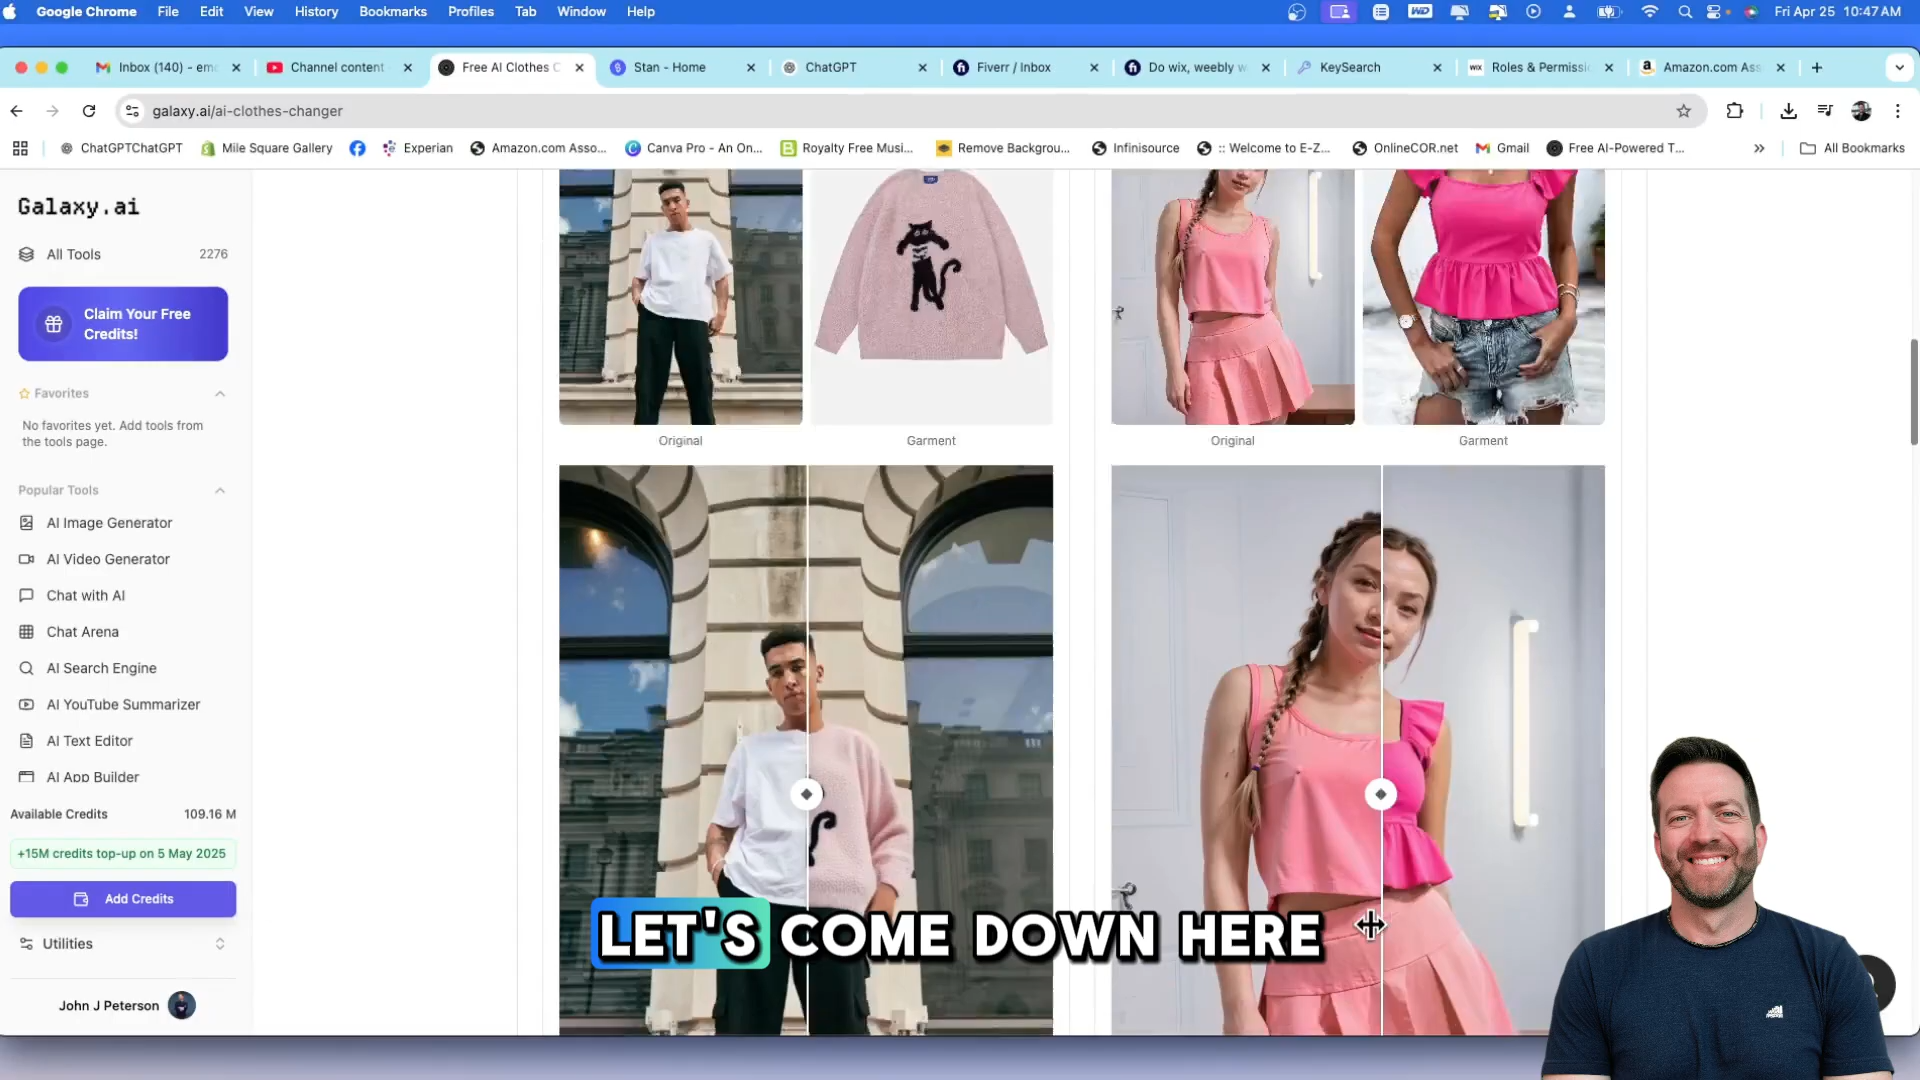 Google Chrome File Edit View History Bookmarks Profiles Tab Window Help Fri Apr 25 10:47 AM
Inbox (140) - em Channel content Free AI Clothes C Stan - Home ChatGPT Fiverr / Inbox Do wix, weebly w KeySearch WIX Roles & Permissi Amazon.com Ass
galaxy.ai/ai-clothes-changer
ChatGPTChatGPT Mile Square Gallery Experian Amazon.com Asso... Canva Pro - An On... Royalty Free Musi... Remove Backgrou... Infinisource :: Welcome to E-Z... OnlineCOR.net Gmail Free AI-Powered T... All Bookmarks
Galaxy.ai
All Tools 2276
Claim Your Free
Credits!
Favorites
No favorites yet. Add tools from
the tools page.
Popular Tools
AI Image Generator
AI Video Generator
Chat with AI
Chat Arena
AI Search Engine
AI YouTube Summarizer
AI Text Editor
AI App Builder
Available Credits 109.16 M
+15M credits top-up on 5 May 2025
Add Credits
Utilities
John J Peterson
Original Garment Original Garment
LET'S COME DOWN HERE